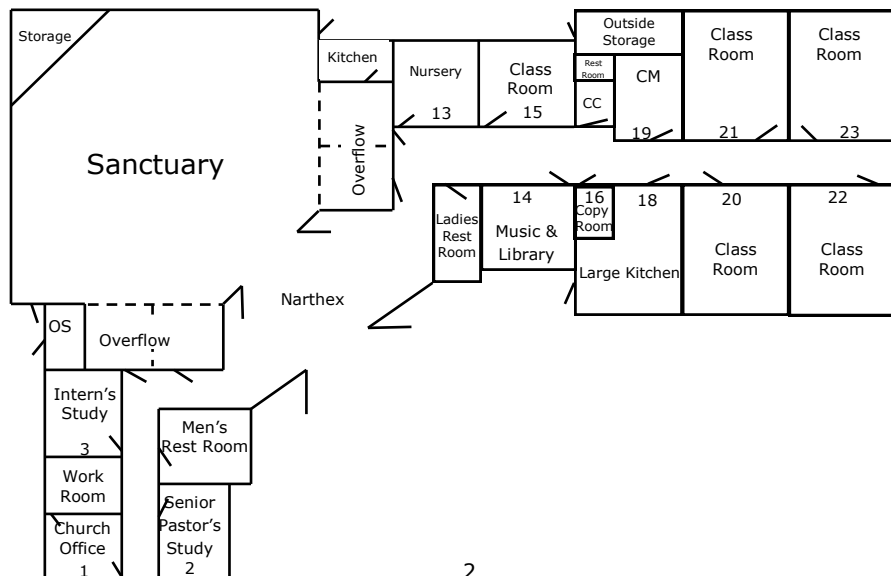 Storage
Sanctuary
Kitchen
Overflow
Nursery
13
Class
Room
15
Outside
Storage
Rest
Room
CC
CM
19
Class
Room
21
Class
Room
23
Ladies
Rest
Room
14
Music &
Library
16
Copy
Room
18
Large Kitchen
20
Class
Room
22
Class
Room
Narthex
OS
Overflow
Intern’s
Study
3
Work
Room
Church
Office
1
Men’s
Rest Room
Senior
Pastor’s
Study
2
2